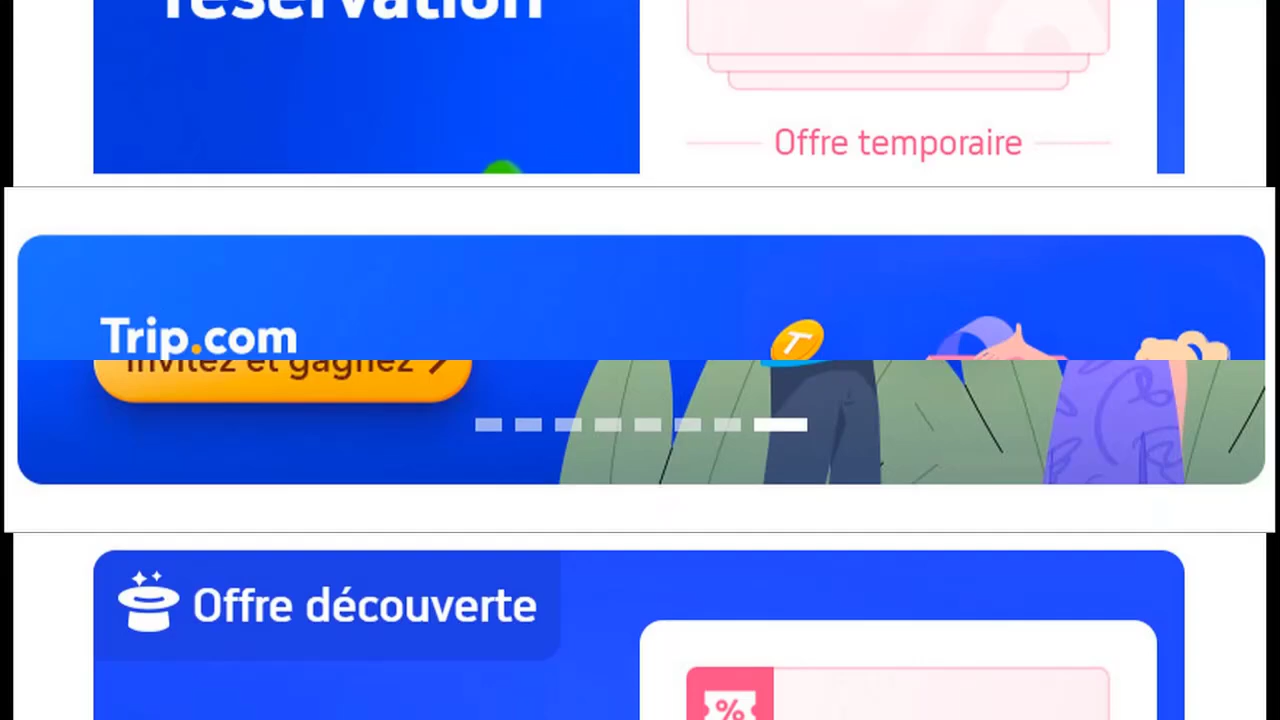 réservation
Offre temporaire
Trip.com
Invitez et gagnez
Offre découverte
%